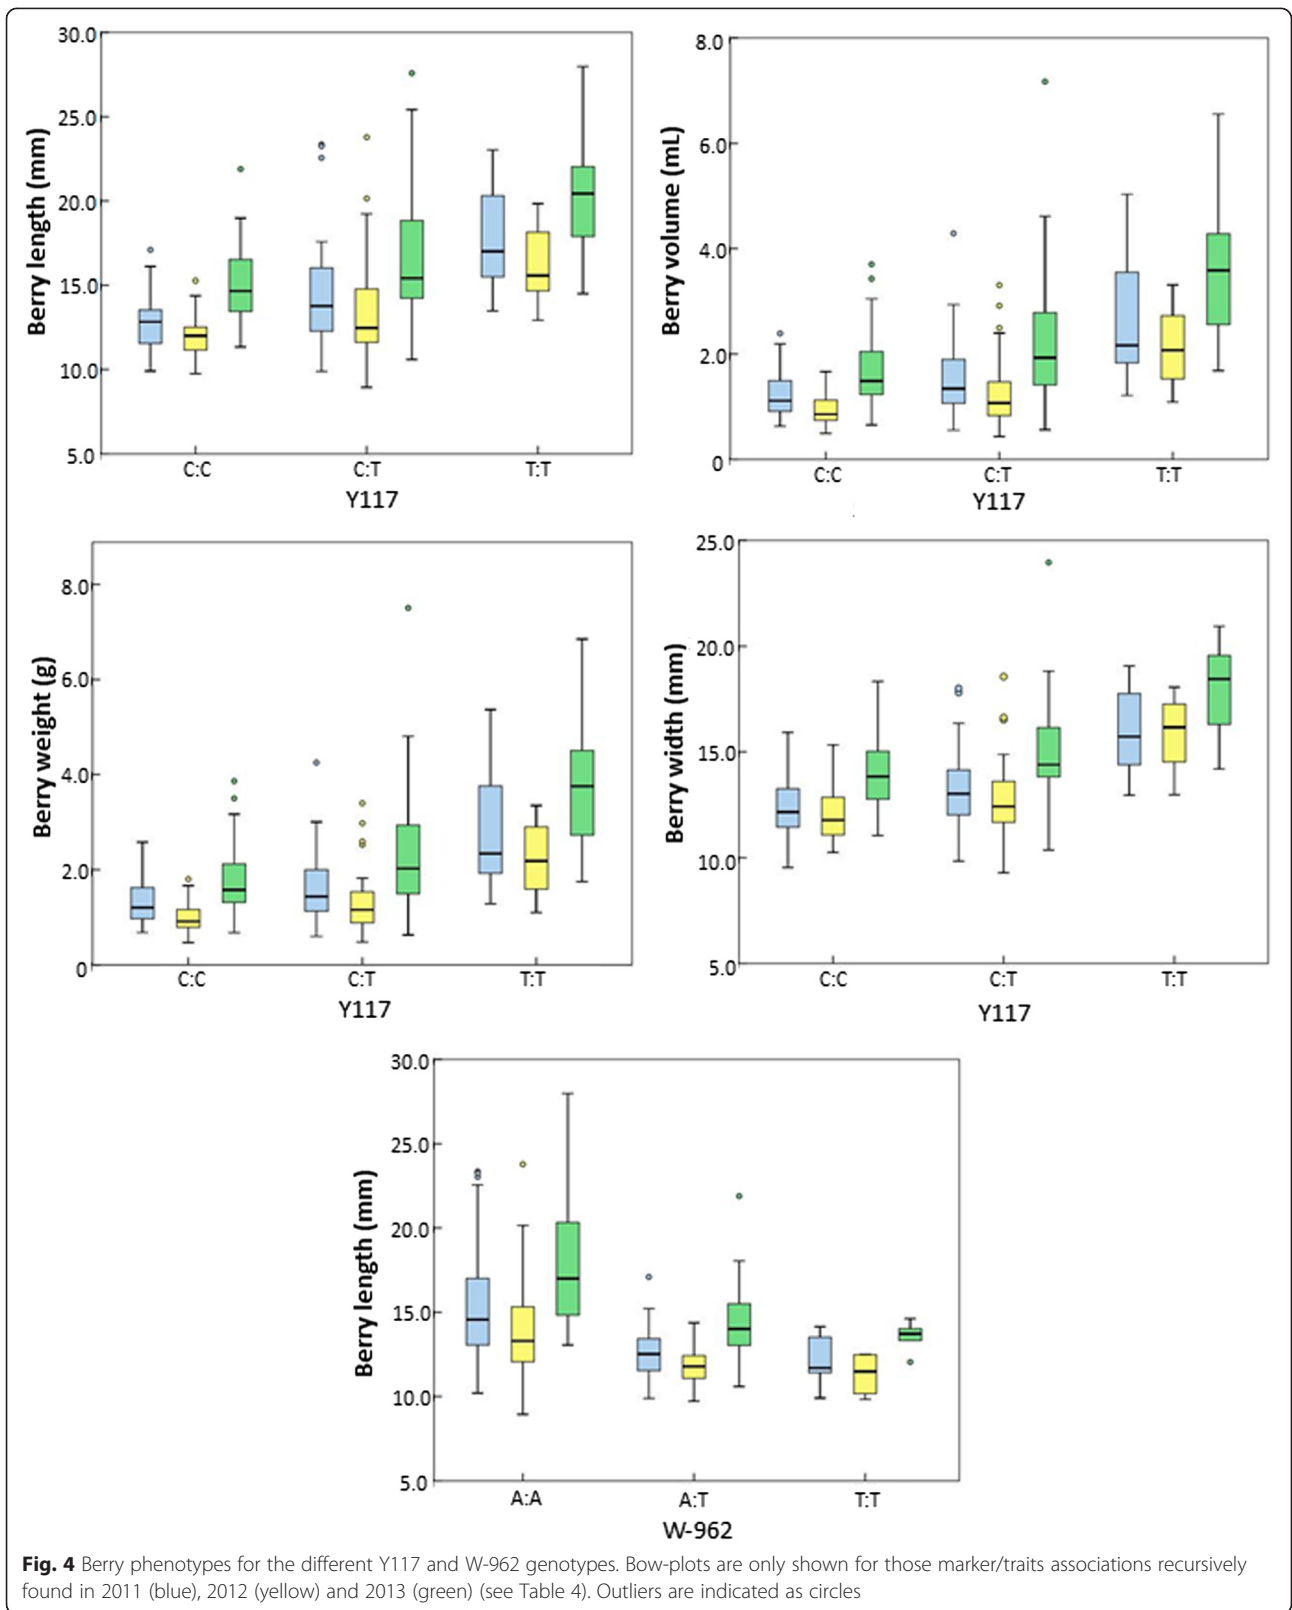 30.0
25.0
20.0
15.0
10.0
5.0
Berry length (mm)
C:C C:T T:T
Y117
8.0
6.0
4.0
2.0
0
Berry volume (mL)
C:C C:T T:T
Y117
8.0
6.0
4.0
2.0
0
Berry weight (g)
C:C C:T T:T
Y117
25.0
20.0
15.0
10.0
5.0
Berry width (mm)
C:C C:T T:T
Y117
30.0
25.0
20.0
15.0
10.0
5.0
Berry length (mm)
A:A A:T T:T
W-962
Fig. 4 Berry phenotypes for the different Y117 and W-962 genotypes. Bow-plots are only shown for those marker/traits associations recursively
found in 2011 (blue), 2012 (yellow) and 2013 (green) (see Table 4). Outliers are indicated as circles